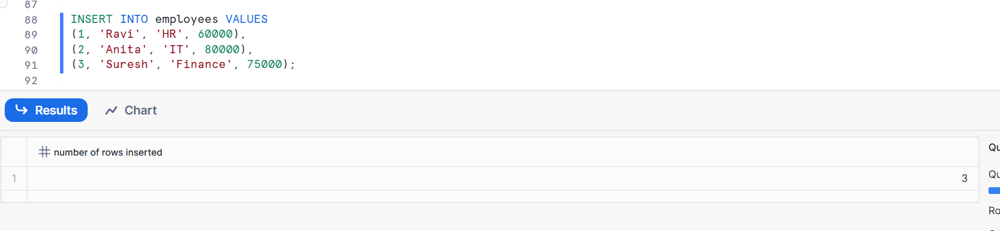 87
88 INSERT INTO employees VALUES
89 (1, 'Ravi', 'HR', 60000),
90 (2, 'Anita', 'IT', 80000),
91 (3, 'Suresh', 'Finance', 75000);
92
Results Chart
number of rows inserted
Qu
1 3
Qu
Ro